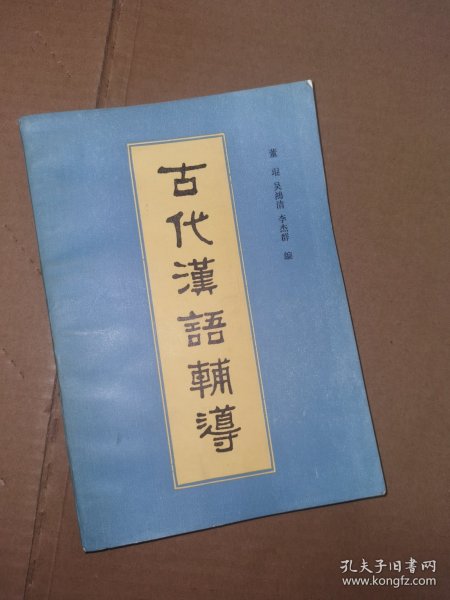 古代漢語輔導
董琨 吴鴻清 李杰群 編
孔夫子旧书网
www.kongfz.com